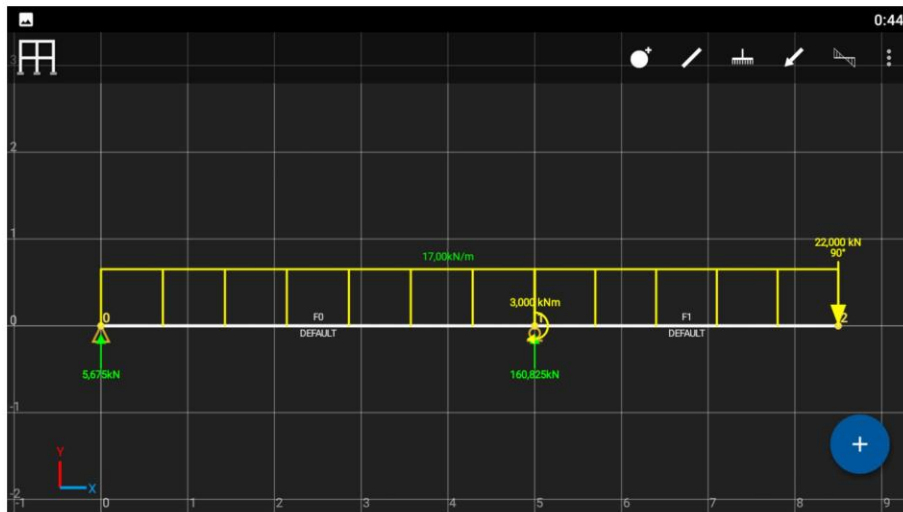 0:44
3
2
17,00kN/m
22,000 kN
90°
1
3,000 kNm
0
0
F0
1
F1
2
DEFAULT
DEFAULT
5,675kN
160,825kN
-1
Y
X
+
-2
-1
0
1
2
3
4
5
6
7
8
9